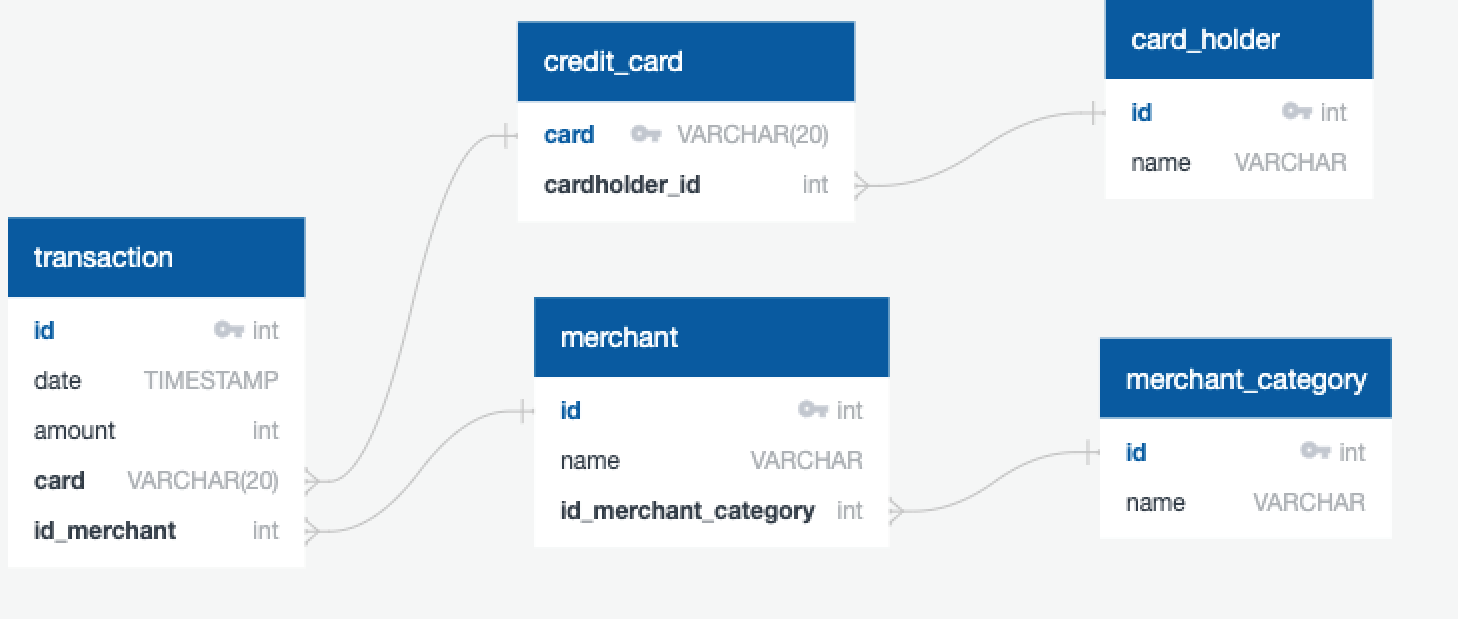 card_holder
id int
name VARCHAR
credit_card
card VARCHAR(20)
cardholder_id int
transaction
id int
date TIMESTAMP
amount int
card VARCHAR(20)
id_merchant int
merchant
id int
name VARCHAR
id_merchant_category int
merchant_category
id int
name VARCHAR